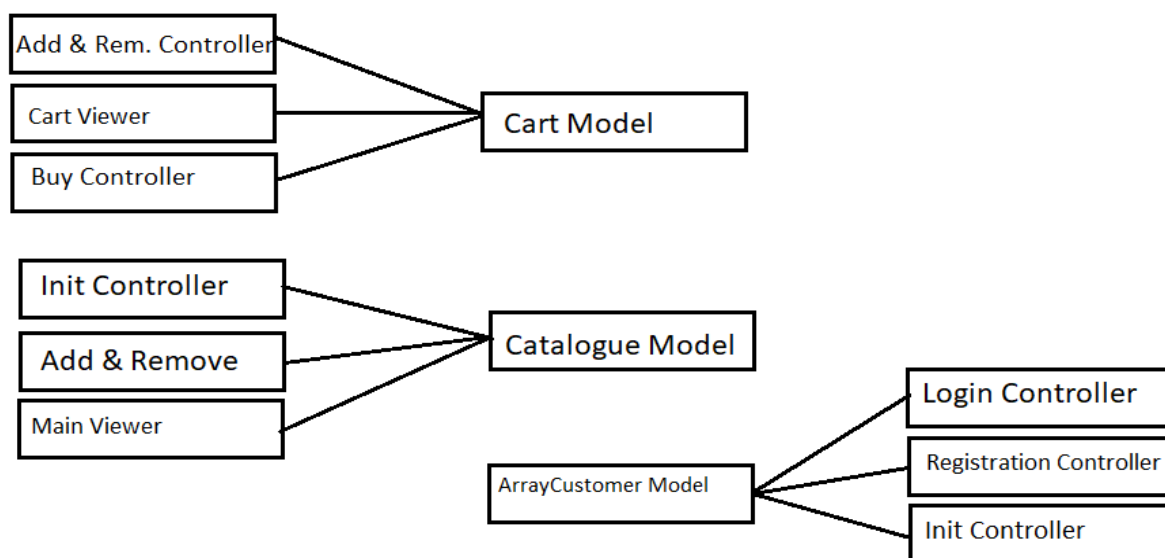 Add & Rem. Controller
Cart Viewer
Cart Model
Buy Controller
Init Controller
Add & Remove
Catalogue Model
Main Viewer
Login Controller
Registration Controller
ArrayCustomer Model
Init Controller